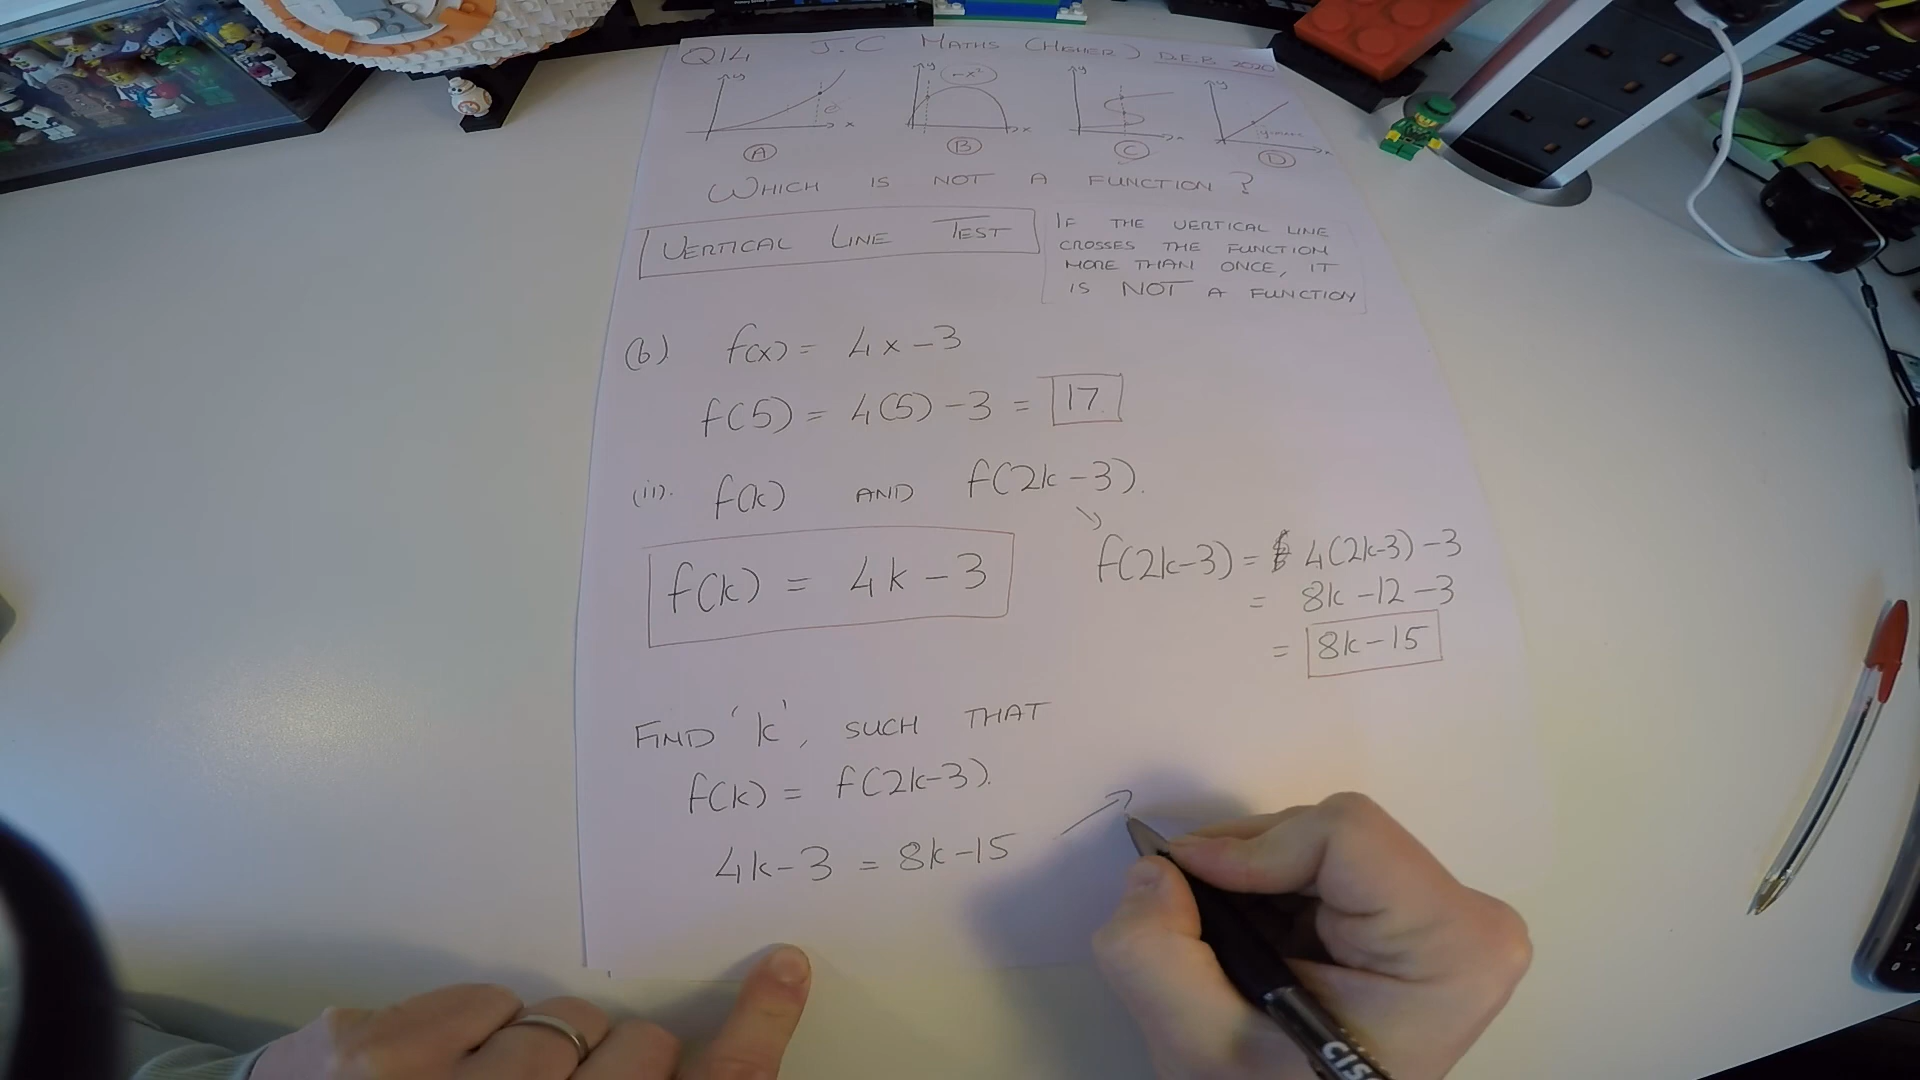 Q14 J.C MATHS (HIGHER) D.E.B. 2020
y y y y
-x²
x x x x
A B C D
WHICH IS NOT A FUNCTION ?
VERTICAL LINE TEST
IF THE VERTICAL LINE
CROSSES THE FUNCTION
MORE THAN ONCE, IT
IS NOT A FUNCTION
(b) f(x) = 4x - 3
f(5) = 4(5) - 3 = 17
(ii). f(k) AND f(2k-3).
f(k) = 4k - 3
f(2k-3) = 4(2k-3) - 3
= 8k - 12 - 3
= 8k - 15
FIND 'k', SUCH THAT
f(k) = f(2k-3).
4k - 3 = 8k - 15